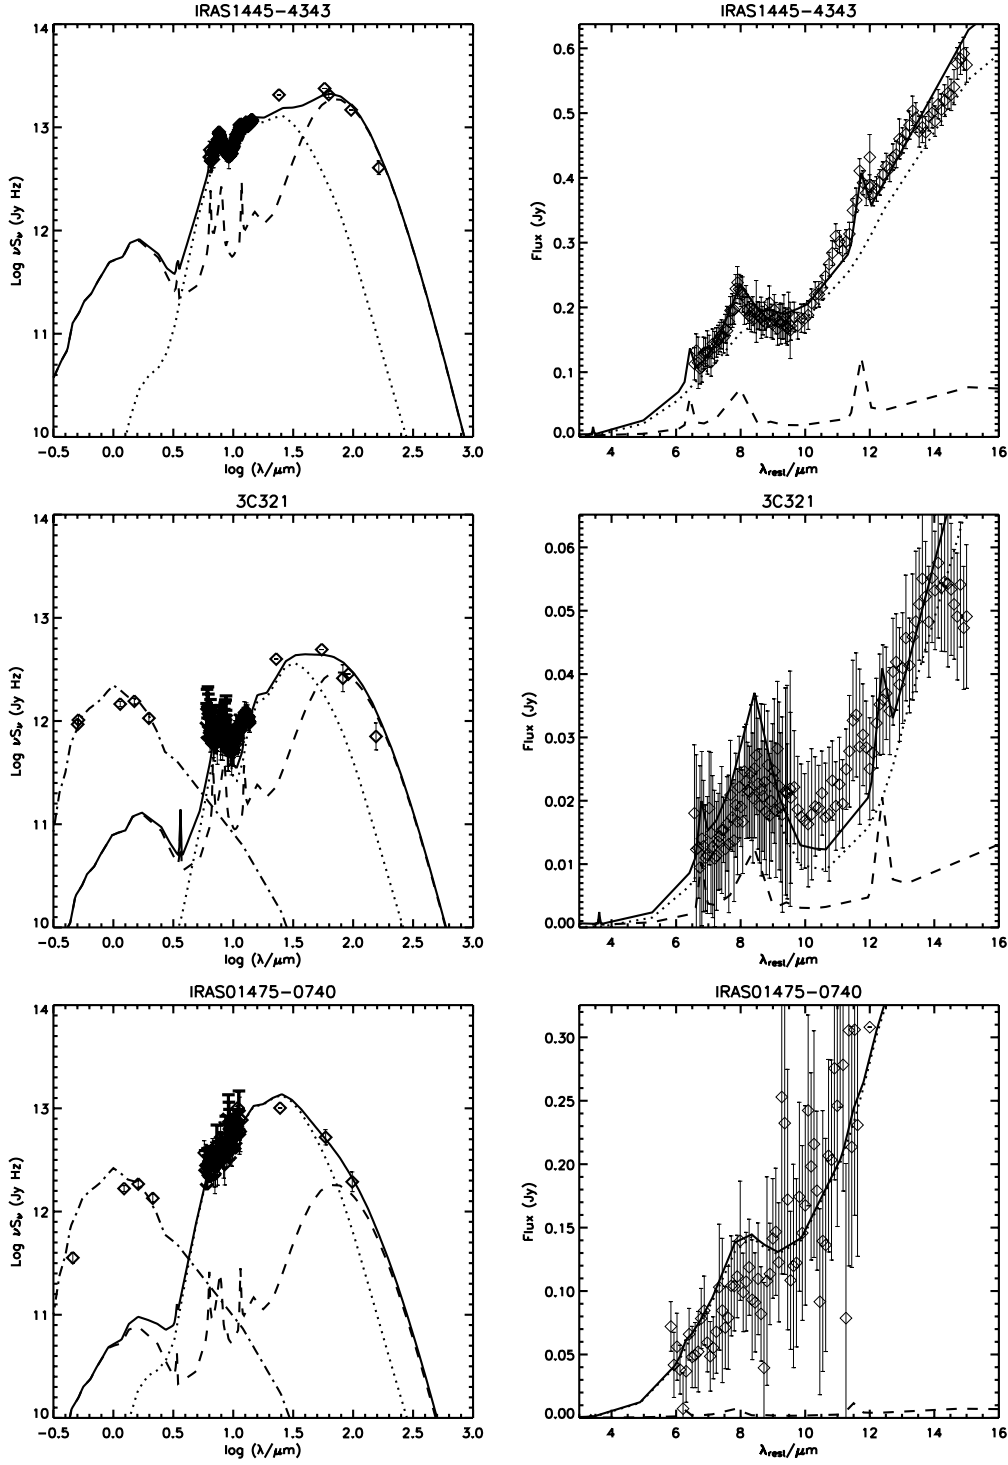 IRAS1445-4343
14
13
12
11
10
Log νSᵥ (Jy Hz)
-0.5 0.0 0.5 1.0 1.5 2.0 2.5 3.0
log (λ/μm)
IRAS1445-4343
0.6
0.5
0.4
0.3
0.2
0.1
0.0
Flux (Jy)
4 6 8 10 12 14 16
λrest/μm
3C321
14
13
12
11
10
Log νSᵥ (Jy Hz)
-0.5 0.0 0.5 1.0 1.5 2.0 2.5 3.0
log (λ/μm)
3C321
0.06
0.05
0.04
0.03
0.02
0.01
0.00
Flux (Jy)
4 6 8 10 12 14 16
λrest/μm
IRAS01475-0740
14
13
12
11
10
Log νSᵥ (Jy Hz)
-0.5 0.0 0.5 1.0 1.5 2.0 2.5 3.0
log (λ/μm)
IRAS01475-0740
0.30
0.25
0.20
0.15
0.10
0.05
0.00
Flux (Jy)
4 6 8 10 12 14 16
λrest/μm